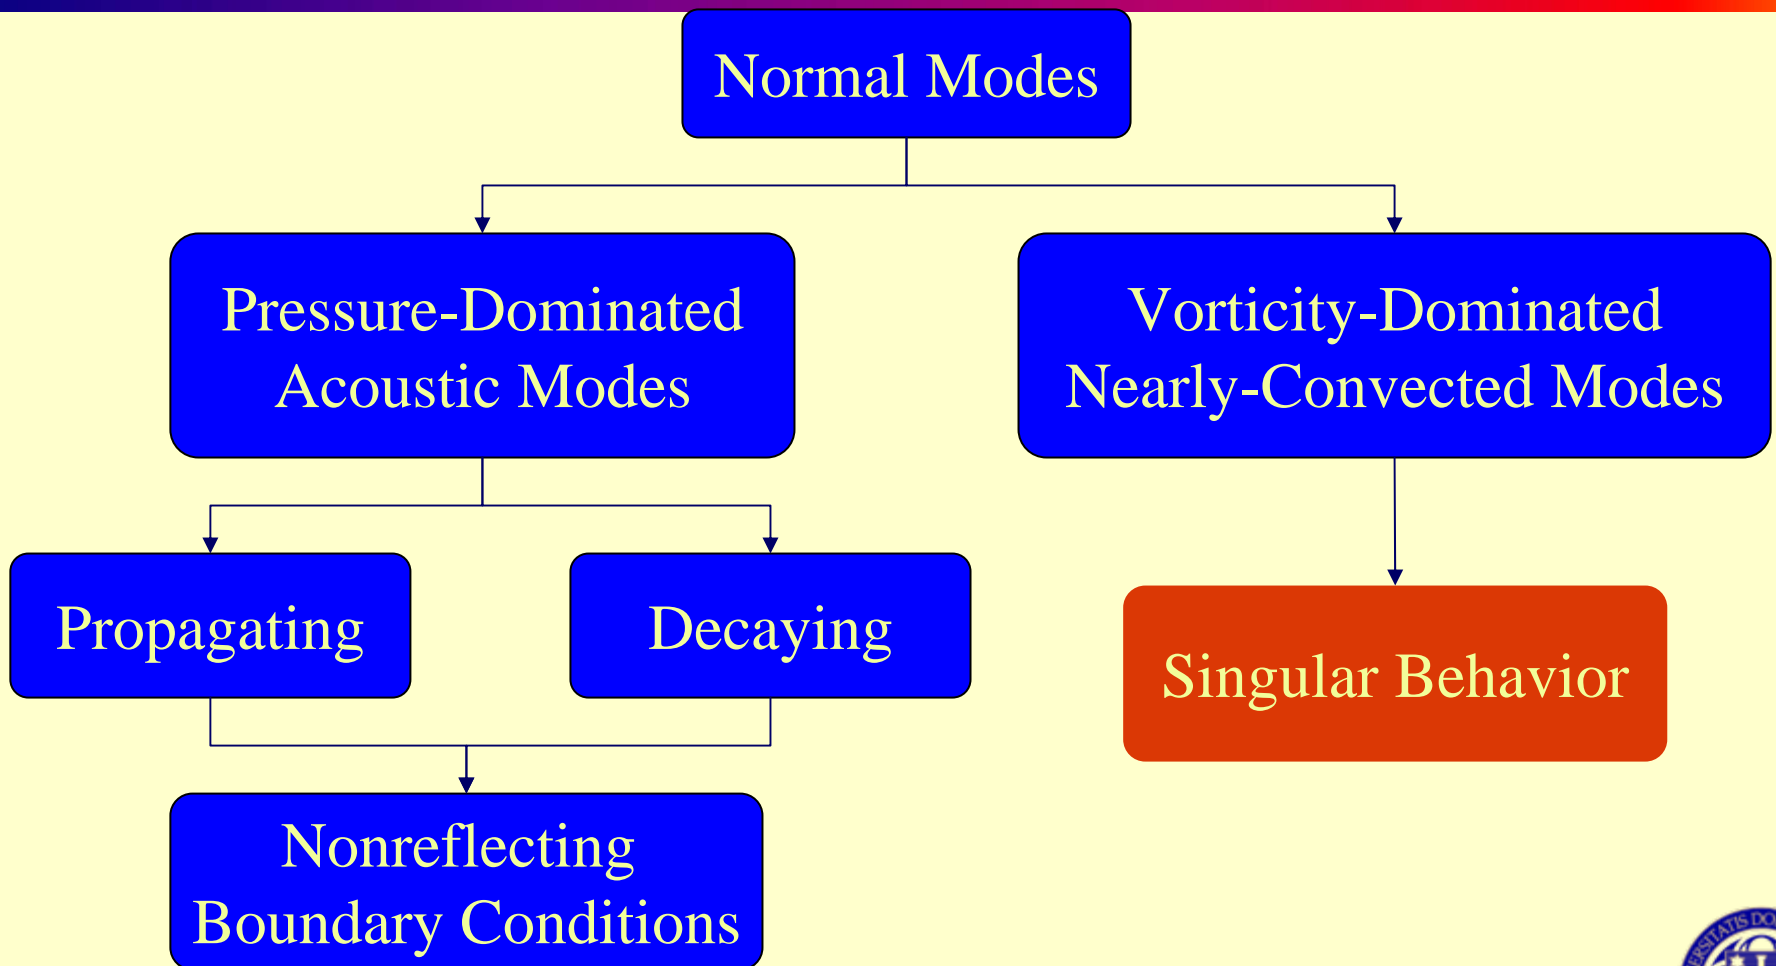 Normal Modes
Pressure-Dominated
Acoustic Modes
Vorticity-Dominated
Nearly-Convected Modes
Propagating
Decaying
Singular Behavior
Nonreflecting
Boundary Conditions